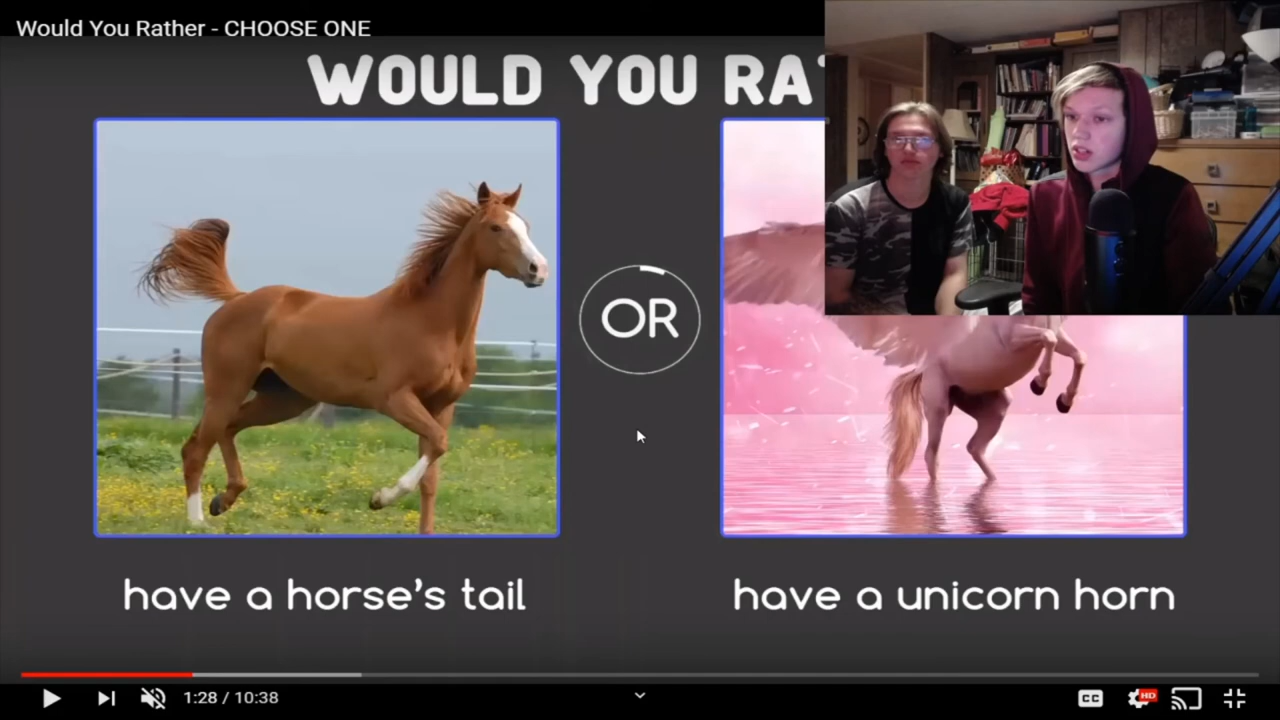 Would You Rather - CHOOSE ONE
WOULD YOU RA
OR
have a horse's tail
have a unicorn horn
1:28 / 10:38
CC
HD